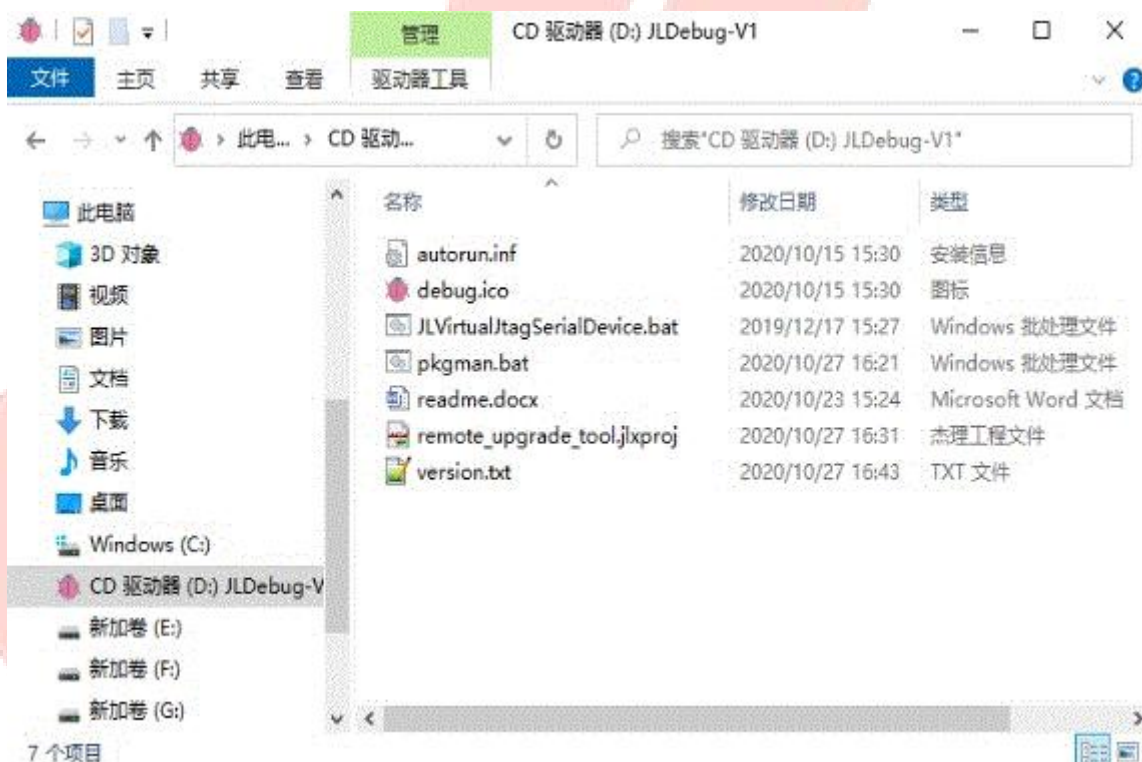 管理 CD 驱动器 (D:) JLDebug-V1
文件 主页 共享 查看 驱动器工具
此电... CD 驱动... 搜索"CD 驱动器 (D:) JLDebug-V1"
名称 修改日期 类型
此电脑
3D 对象
视频
图片
文档
下载
音乐
桌面
Windows (C:)
CD 驱动器 (D:) JLDebug-V
新加卷 (E:)
新加卷 (F:)
新加卷 (G:)
autorun.inf 2020/10/15 15:30 安装信息
debug.ico 2020/10/15 15:30 图标
JLVirtualJtagSerialDevice.bat 2019/12/17 15:27 Windows 批处理文件
pkgman.bat 2020/10/27 16:21 Windows 批处理文件
readme.docx 2020/10/23 15:24 Microsoft Word 文档
remote_upgrade_tool.jlxproj 2020/10/27 16:31 杰理工程文件
version.txt 2020/10/27 16:43 TXT 文件
7 个项目